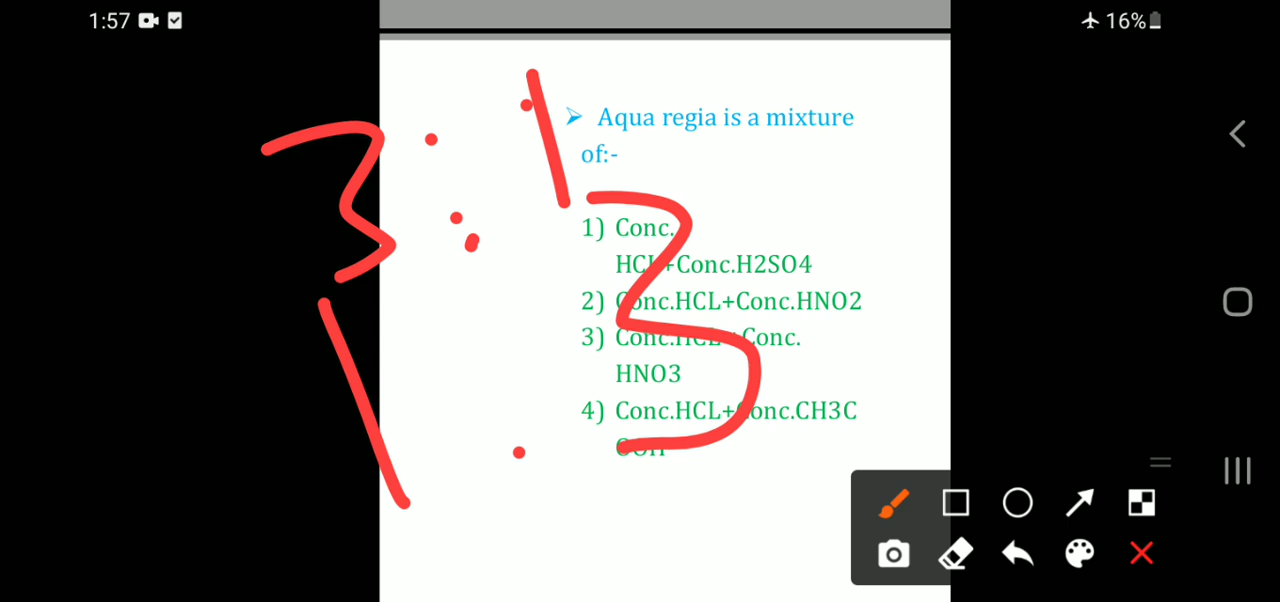 1:57
16%
➢ Aqua regia is a mixture
of:-
1) Conc.
HCL+Conc.H2SO4
2) Conc.HCL+Conc.HNO2
3) Conc.HCL+Conc.
HNO3
4) Conc.HCL+Conc.CH3C
OOH
3
1
1
3